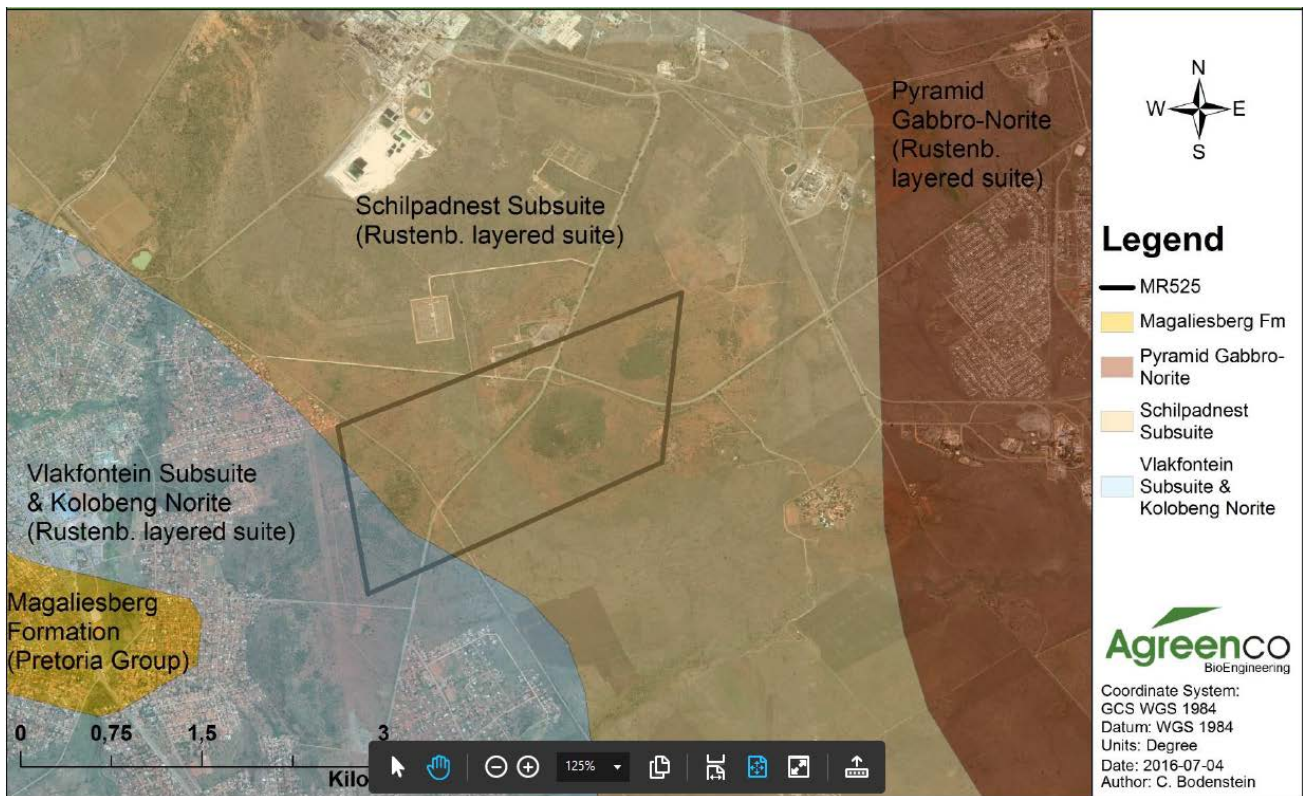 Pyramid
Gabbro-Norite
(Rustenb.
layered suite)
Schilpadnest Subsuite
(Rustenb. layered suite)
Vlakfontein Subsuite
& Kolobeng Norite
(Rustenb. layered suite)
Magaliesberg
Formation
(Pretoria Group)
0 0,75 1,5 3
Kilo
125%
N
W E
S
Legend
MR525
Magaliesberg Fm
Pyramid Gabbro-
Norite
Schilpadnest
Subsuite
Vlakfontein
Subsuite &
Kolobeng Norite
Agreenco
BioEngineering
Coordinate System:
GCS WGS 1984
Datum: WGS 1984
Units: Degree
Date: 2016-07-04
Author: C. Bodenstein